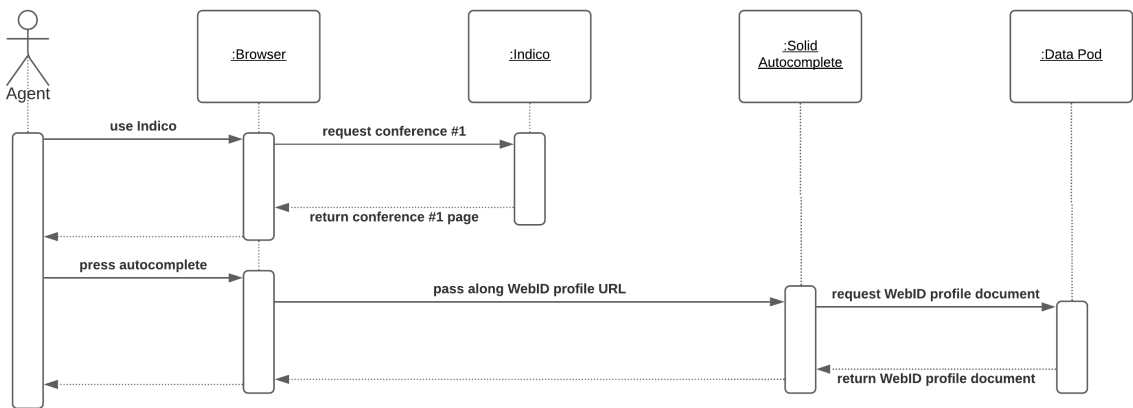 :Browser
:Indico
:Solid
Autocomplete
:Data Pod
Agent
use Indico
request conference #1
return conference #1 page
press autocomplete
pass along WebID profile URL
request WebID profile document
return WebID profile document